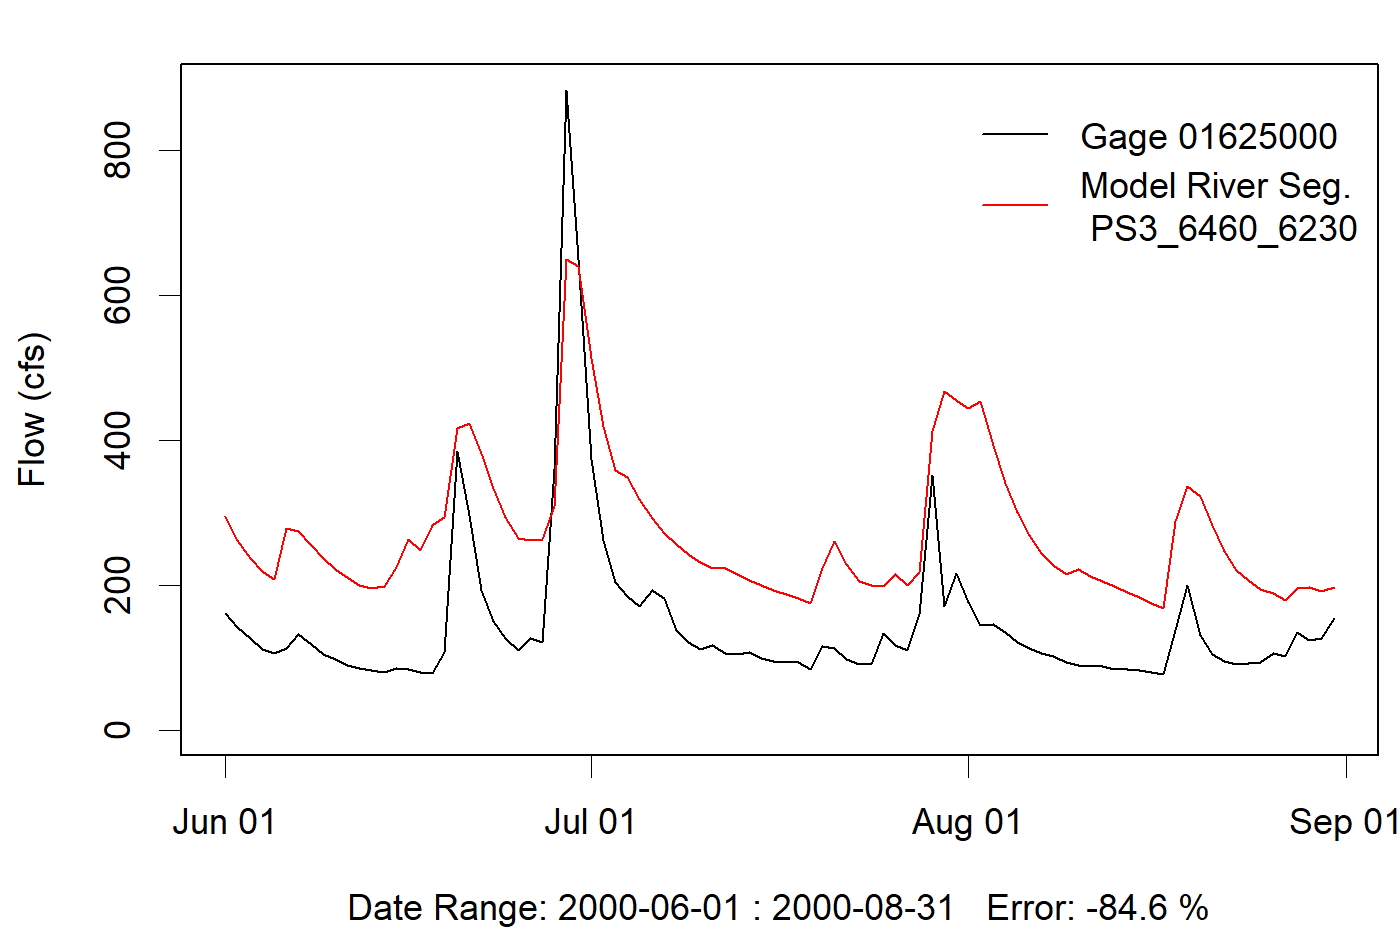 Flow (cfs)
800
600
400
200
0
Gage 01625000
Model River Seg.
PS3_6460_6230
Jun 01
Jul 01
Aug 01
Sep 01
Date Range: 2000-06-01 : 2000-08-31   Error: -84.6 %